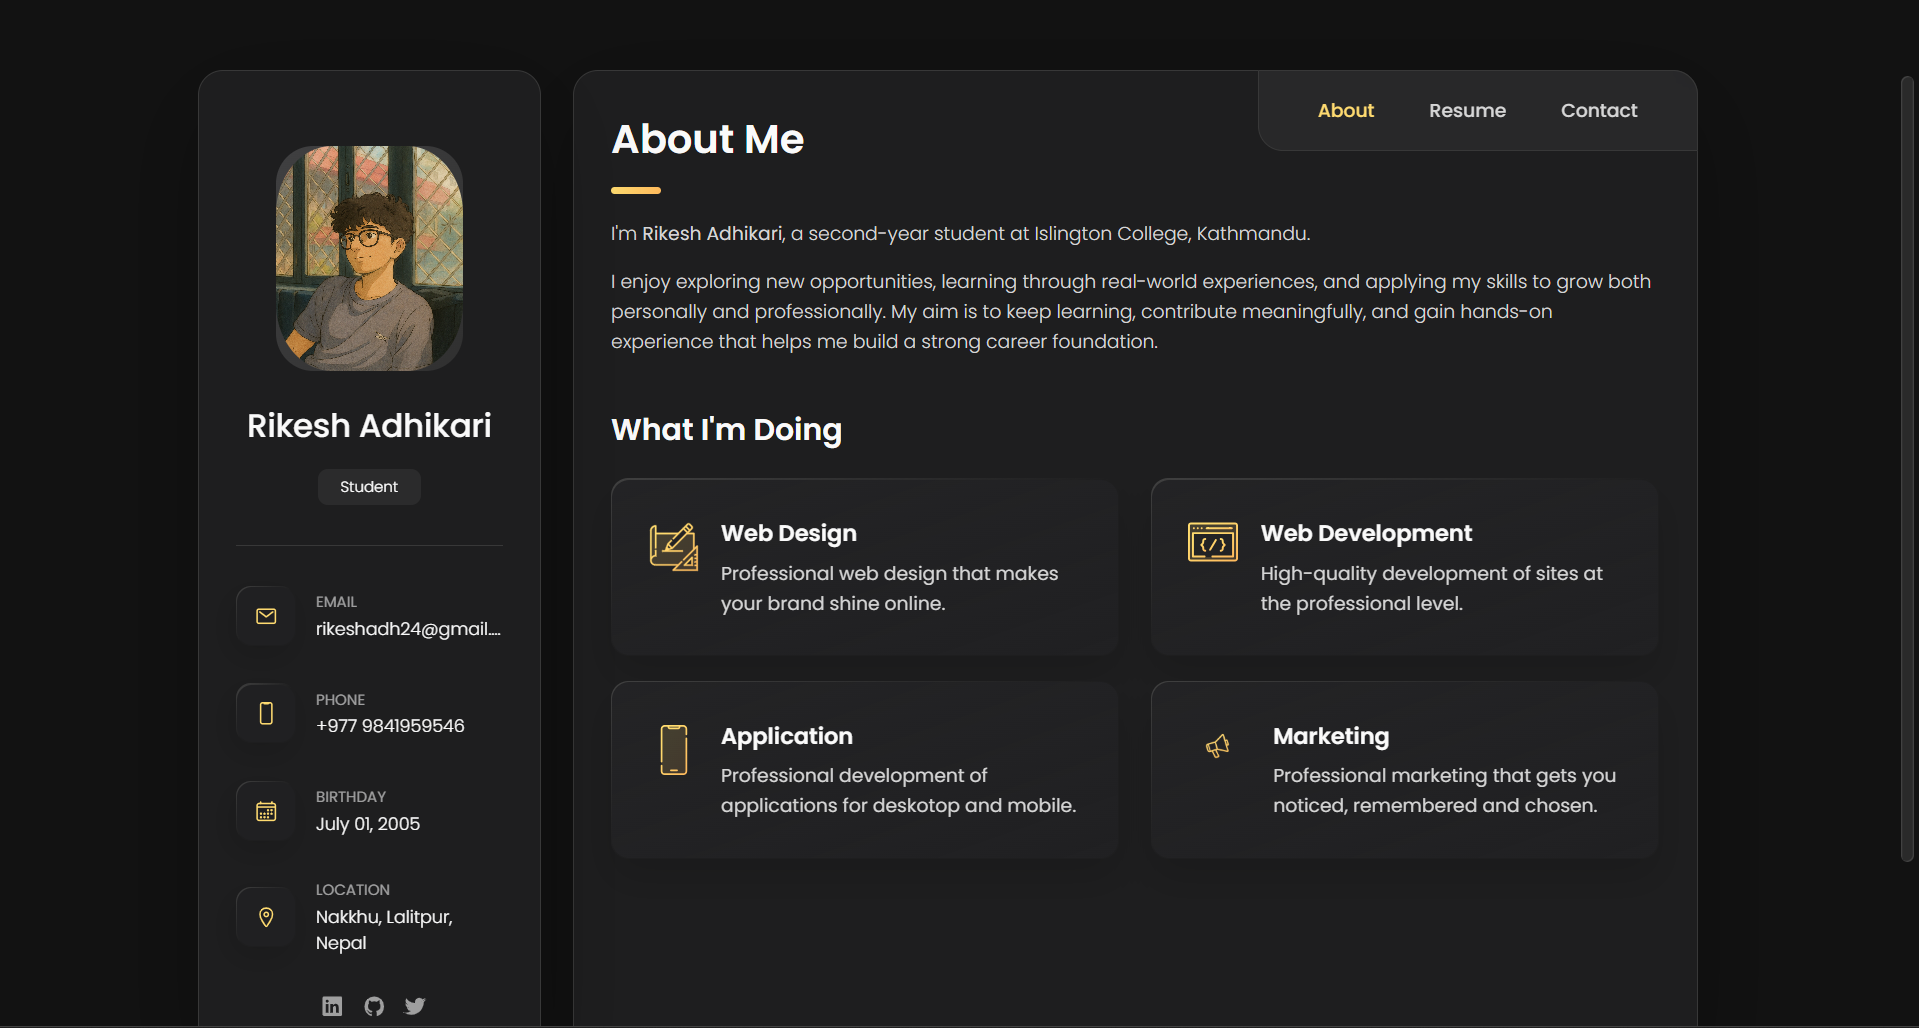 Rikesh Adhikari
Student
EMAIL
rikeshadh24@gmail....
PHONE
+977 9841959546
BIRTHDAY
July 01, 2005
LOCATION
Nakkhu, Lalitpur,
Nepal
About Resume Contact
About Me
I'm Rikesh Adhikari, a second-year student at Islington College, Kathmandu.
I enjoy exploring new opportunities, learning through real-world experiences, and applying my skills to grow both
personally and professionally. My aim is to keep learning, contribute meaningfully, and gain hands-on
experience that helps me build a strong career foundation.
What I'm Doing
Web Design
Professional web design that makes
your brand shine online.
Web Development
High-quality development of sites at
the professional level.
Application
Professional development of
applications for deskotop and mobile.
Marketing
Professional marketing that gets you
noticed, remembered and chosen.